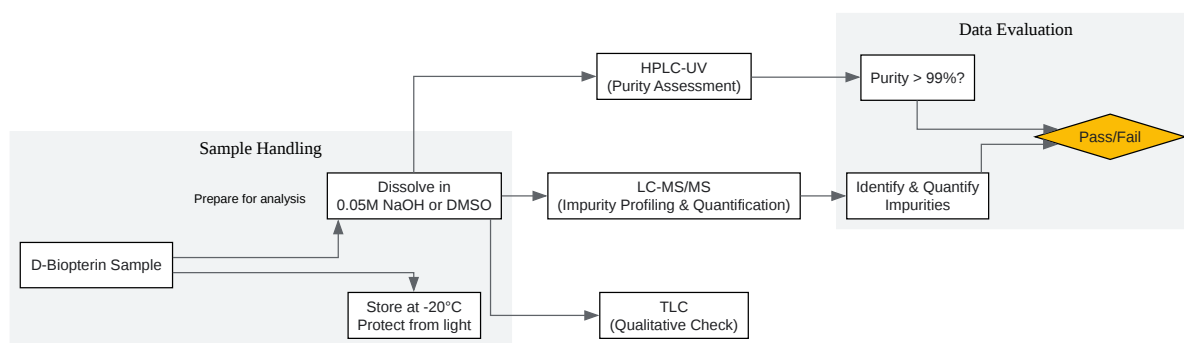 Data Evaluation
HPLC-UV
(Purity Assessment)
Purity > 99%?
Pass/Fail
Sample Handling
Prepare for analysis
Dissolve in
0.05M NaOH or DMSO
LC-MS/MS
(Impurity Profiling & Quantification)
Identify & Quantify
Impurities
D-Biopterin Sample
Store at -20°C
Protect from light
TLC
(Qualitative Check)